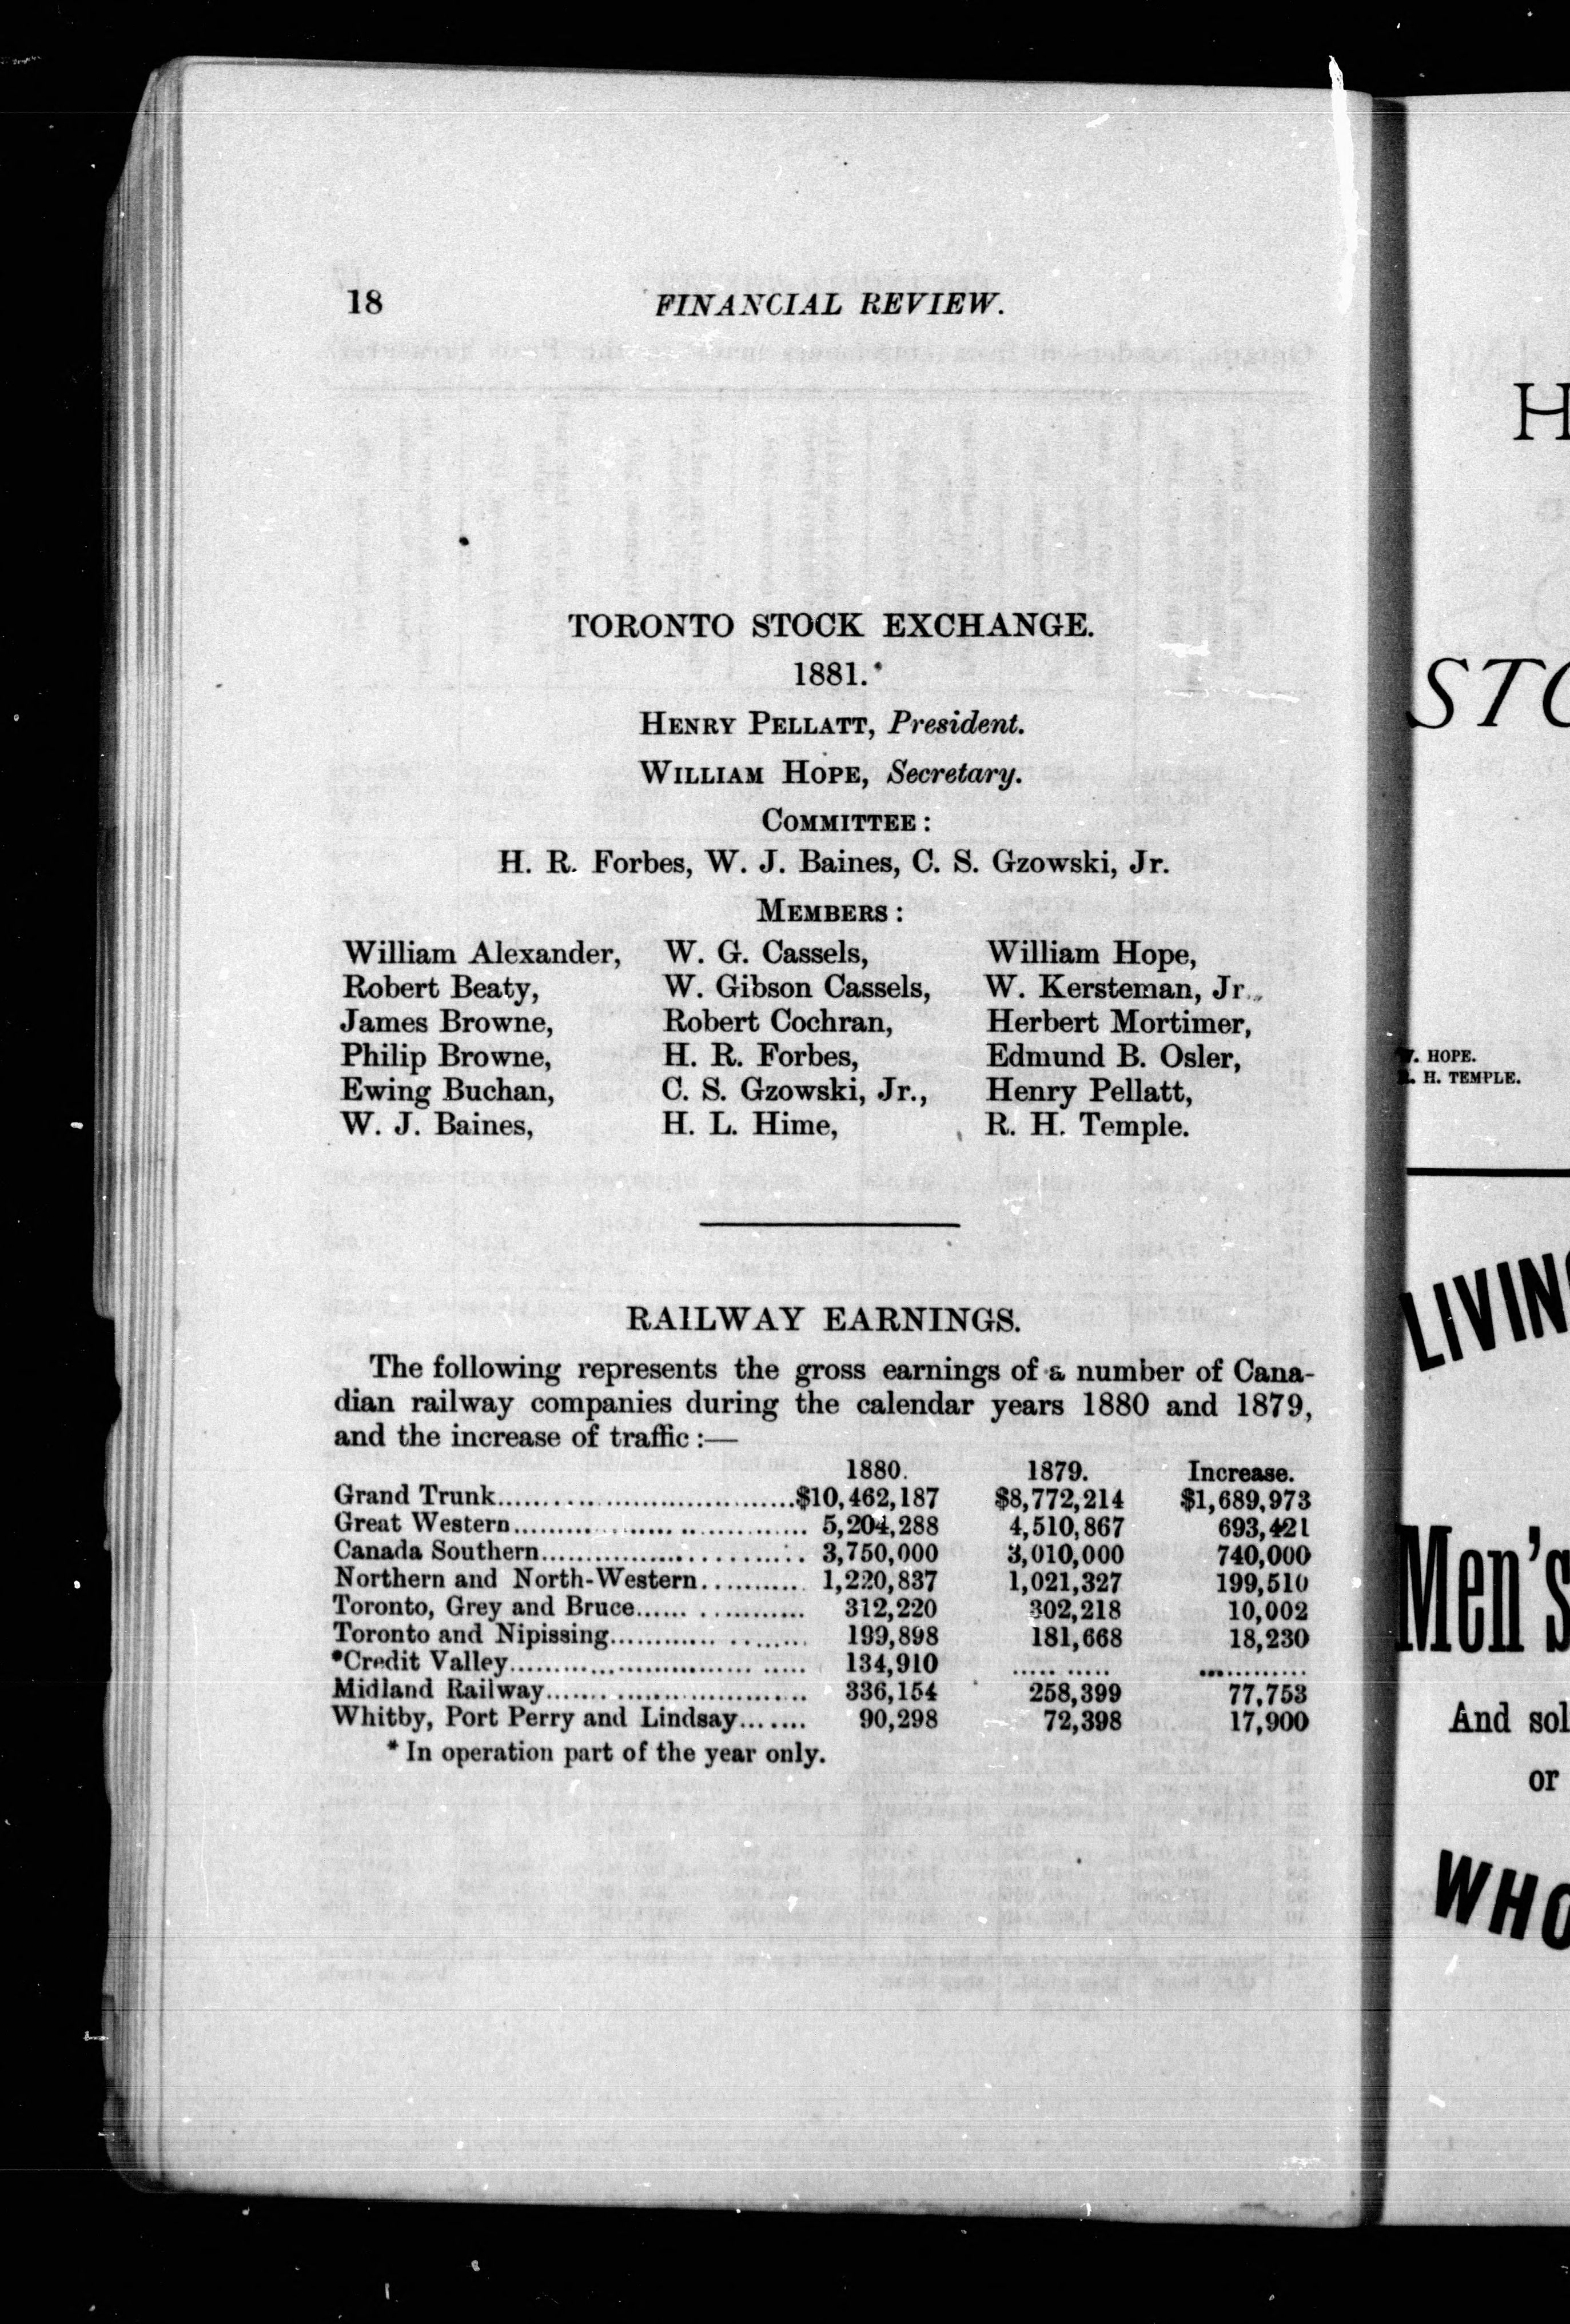 18 FINANCIAL REVIEW.
TORONTO STOCK EXCHANGE.
1881.
HENRY PELLATT, President.
WILLIAM HOPE, Secretary.
COMMITTEE:
H. R. Forbes, W. J. Baines, C. S. Gzowski, Jr.
MEMBERS:
William Alexander, W. G. Cassels, William Hope,
Robert Beaty, W. Gibson Cassels, W. Kersteman, Jr.,
James Browne, Robert Cochran, Herbert Mortimer,
Philip Browne, H. R. Forbes, Edmund B. Osler,
Ewing Buchan, C. S. Gzowski, Jr., Henry Pellatt,
W. J. Baines, H. L. Hime, R. H. Temple.
RAILWAY EARNINGS.
The following represents the gross earnings of a number of Cana-
dian railway companies during the calendar years 1880 and 1879,
and the increase of traffic :—
1880. 1879. Increase.
Grand Trunk..............................$10,462,187 $8,772,214 $1,689,973
Great Western.............................. 5,204,288 4,510,867 693,421
Canada Southern........................... 3,750,000 3,010,000 740,000
Northern and North-Western........... 1,220,837 1,021,327 199,510
Toronto, Grey and Bruce................ 312,220 302,218 10,002
Toronto and Nipissing................... 199,898 181,668 18,230
*Credit Valley.............................. 134,910 .......... ............
Midland Railway........................... 336,154 258,399 77,753
Whitby, Port Perry and Lindsay....... 90,298 72,398 17,900
* In operation part of the year only.
H
STO
. HOPE.
. H. TEMPLE.
LIVIN
Men's
And sol
or
WHO